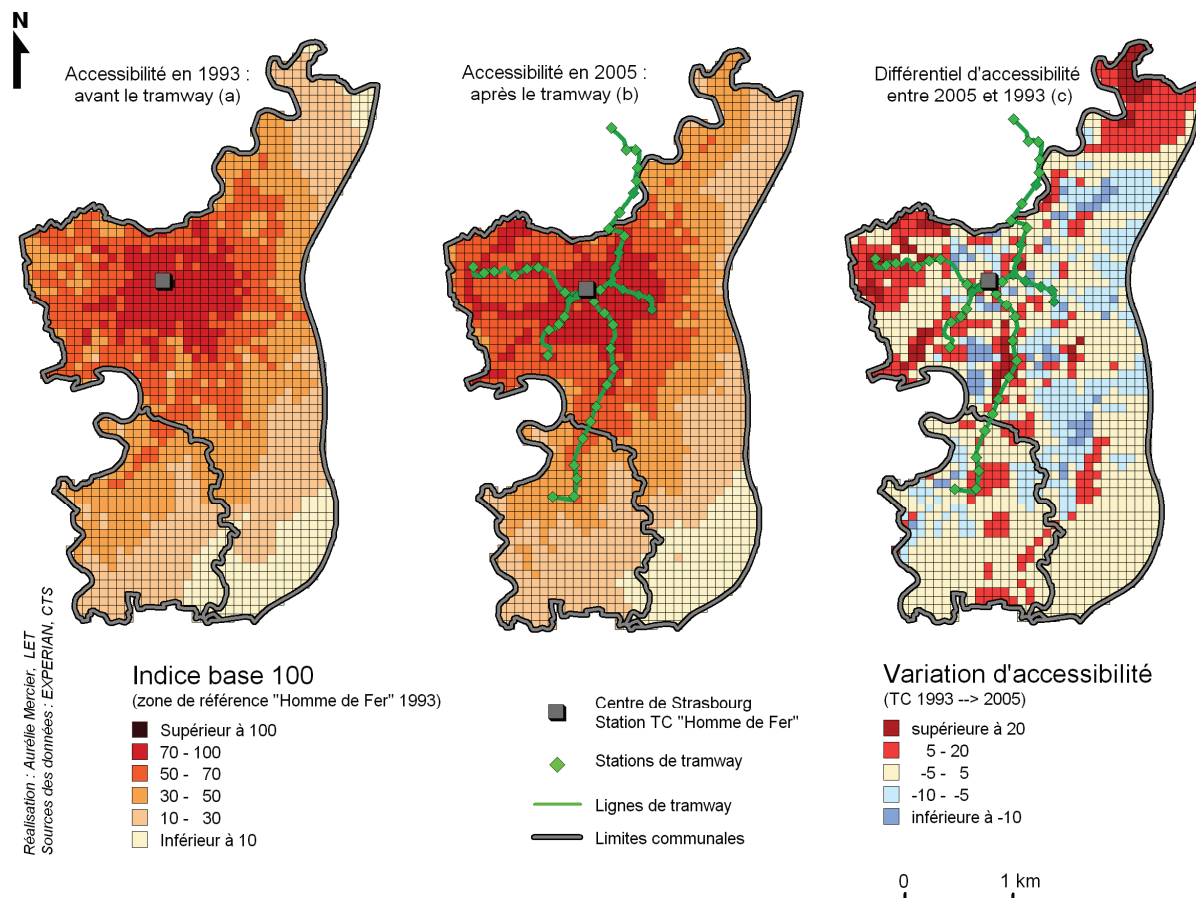 N
Accessibilité en 1993 :
avant le tramway (a)
Accessibilité en 2005 :
après le tramway (b)
Différentiel d'accessibilité
entre 2005 et 1993 (c)
Réalisation : Aurélie Mercier, LET
Sources des données : EXPERIAN, CTS
Indice base 100
(zone de référence "Homme de Fer" 1993)
Supérieur à 100
70 - 100
50 - 70
30 - 50
10 - 30
Inférieur à 10
Centre de Strasbourg
Station TC "Homme de Fer"
Stations de tramway
Lignes de tramway
Limites communales
Variation d'accessibilité
(TC 1993 --> 2005)
supérieure à 20
5 - 20
-5 - 5
-10 - -5
inférieure à -10
0 1 km